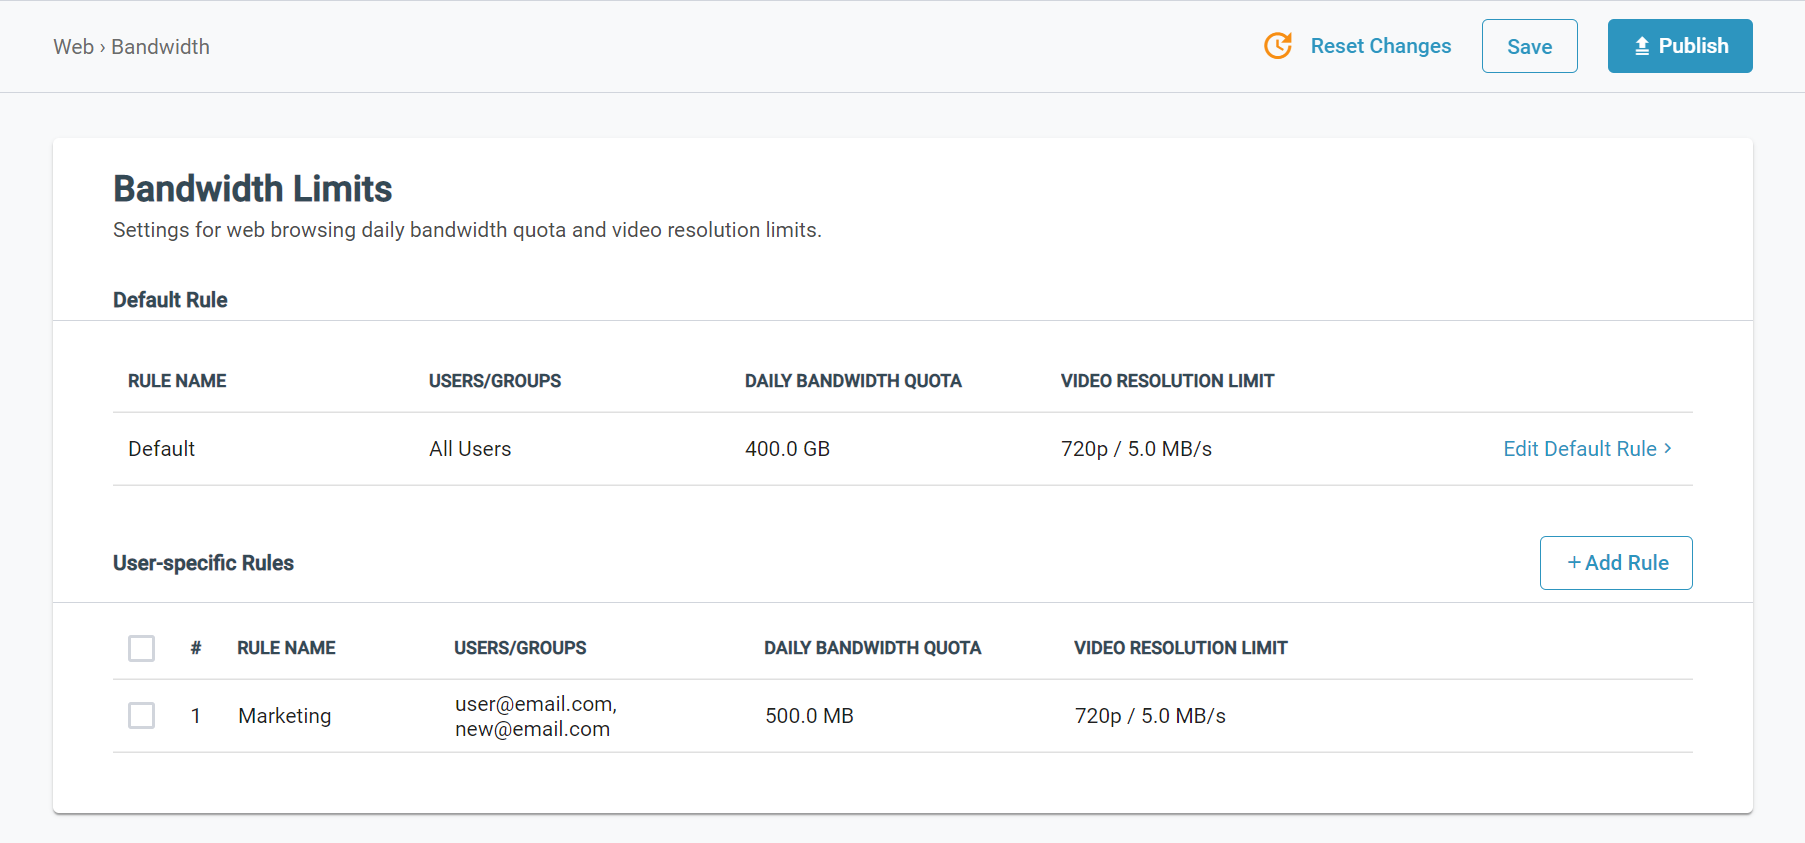 Web › Bandwidth
Reset Changes
Save
Publish
Bandwidth Limits
Settings for web browsing daily bandwidth quota and video resolution limits.
Default Rule
RULE NAME USERS/GROUPS DAILY BANDWIDTH QUOTA VIDEO RESOLUTION LIMIT
Default All Users 400.0 GB 720p / 5.0 MB/s Edit Default Rule ›
User-specific Rules
+ Add Rule
# RULE NAME USERS/GROUPS DAILY BANDWIDTH QUOTA VIDEO RESOLUTION LIMIT
1 Marketing user@email.com, 500.0 MB 720p / 5.0 MB/s
new@email.com